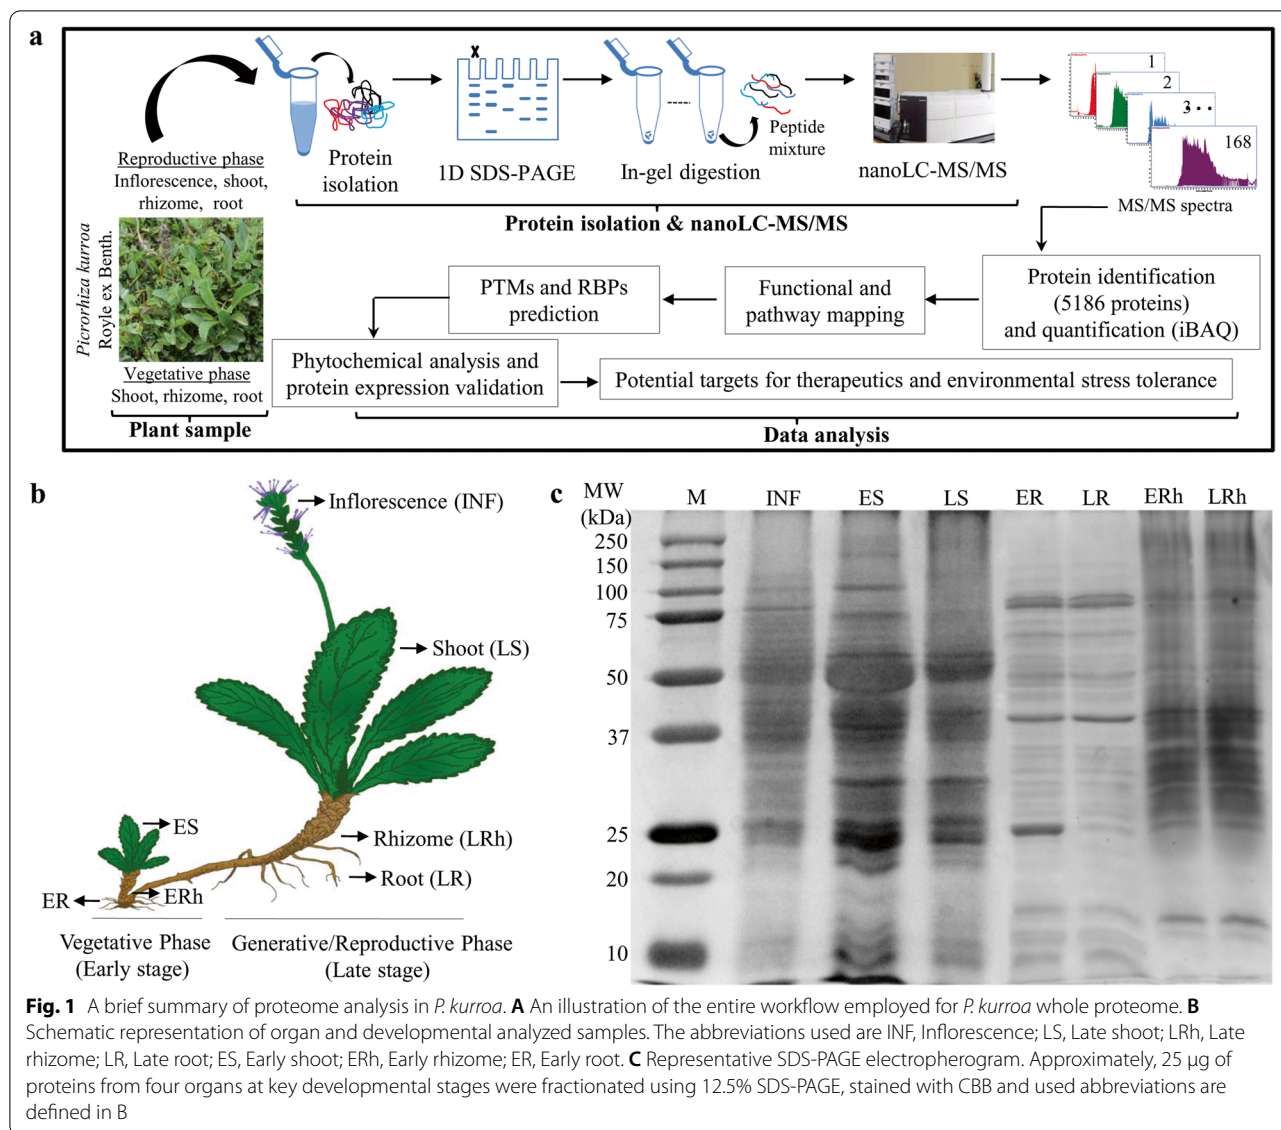 a
X
1
2
3 • •
168
Reproductive phase
Inflorescence, shoot,
rhizome, root
Protein
isolation
1D SDS-PAGE
In-gel digestion
Peptide
mixture
nanoLC-MS/MS
MS/MS spectra
Protein isolation & nanoLC-MS/MS
Picrorhiza kurroa
Royle ex Benth.
PTMs and RBPs
prediction
Functional and
pathway mapping
Protein identification
(5186 proteins)
and quantification (iBAQ)
Phytochemical analysis and
protein expression validation
Potential targets for therapeutics and environmental stress tolerance
Vegetative phase
Shoot, rhizome, root
Plant sample
Data analysis
b
Inflorescence (INF)
Shoot (LS)
ES
Rhizome (LRh)
Root (LR)
ER
ERh
Vegetative Phase
(Early stage)
Generative/Reproductive Phase
(Late stage)
c
MW
(kDa)
M
INF
ES
LS
ER
LR
ERh
LRh
250
150
100
75
50
37
25
20
10
Fig. 1 A brief summary of proteome analysis in P. kurroa. A An illustration of the entire workflow employed for P. kurroa whole proteome. B
Schematic representation of organ and developmental analyzed samples. The abbreviations used are INF, Inflorescence; LS, Late shoot; LRh, Late
rhizome; LR, Late root; ES, Early shoot; ERh, Early rhizome; ER, Early root. C Representative SDS-PAGE electropherogram. Approximately, 25 μg of
proteins from four organs at key developmental stages were fractionated using 12.5% SDS-PAGE, stained with CBB and used abbreviations are
defined in B